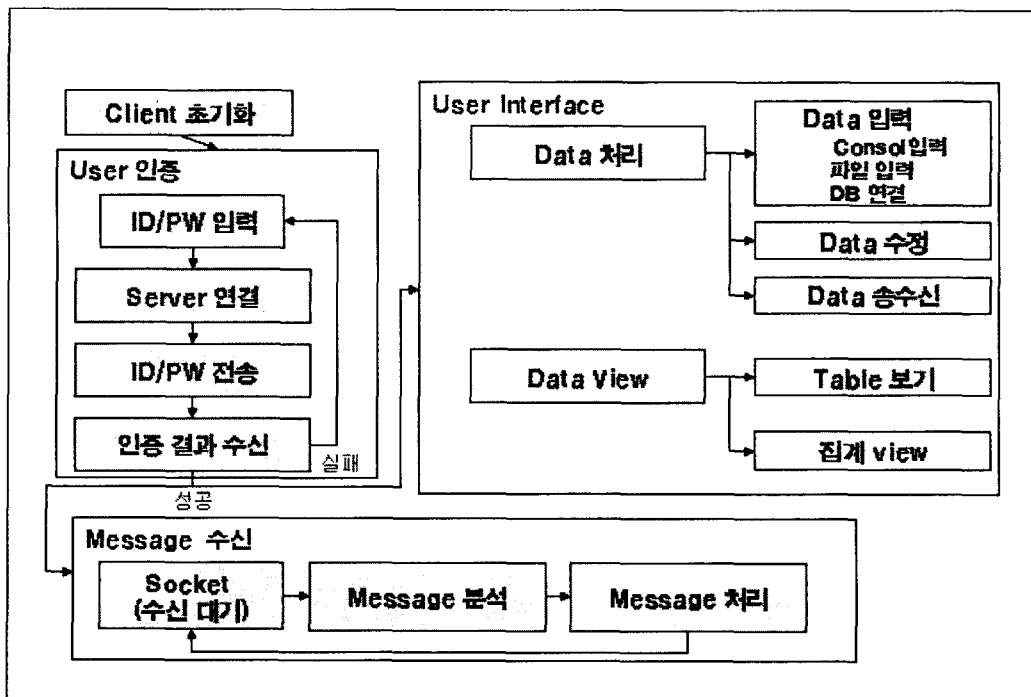 Client 초기화
User 인증
ID/PW 입력
Server 연결
ID/PW 전송
인증 결과 수신
실패
성공
User Interface
Data 처리
Data 입력
Consol입력
파일 입력
DB 연결
Data 수정
Data 송수신
Data View
Table 보기
집계 view
Message 수신
Socket
(수신 대기)
Message 분석
Message 처리